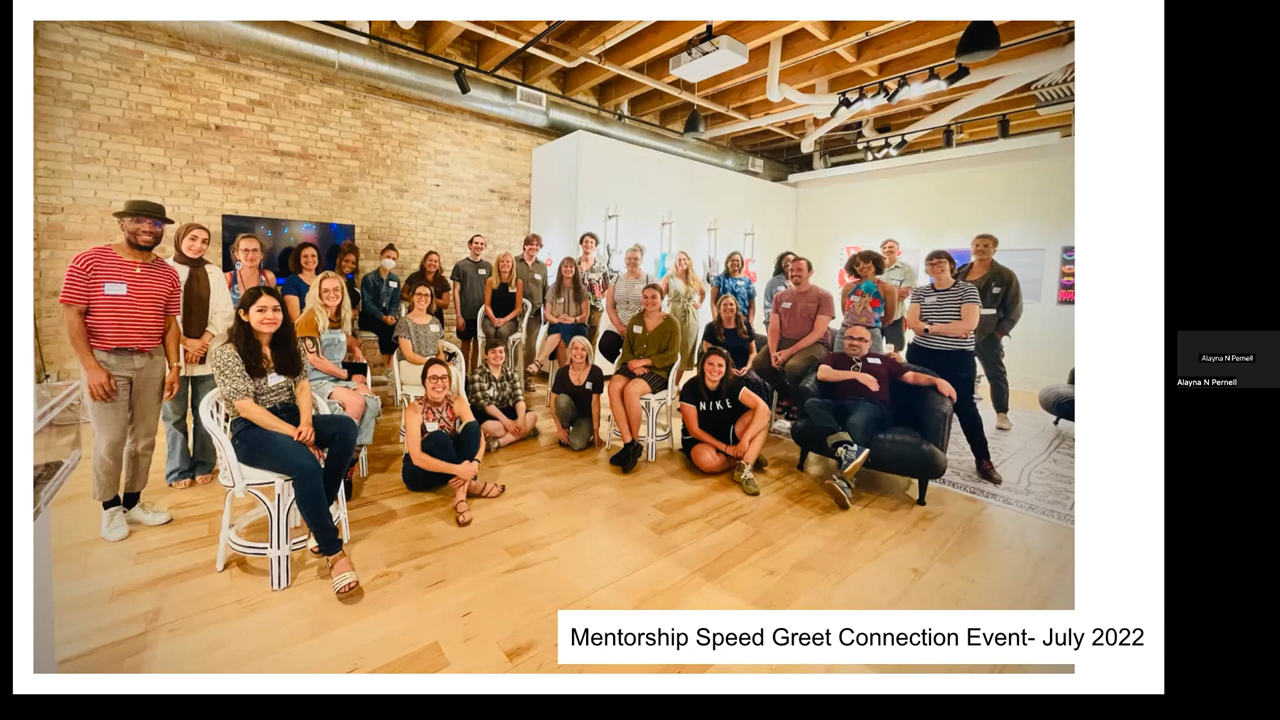 NIKE
Mentorship Speed Greet Connection Event- July 2022
Alayna N Pernell
Alayna N Pernell